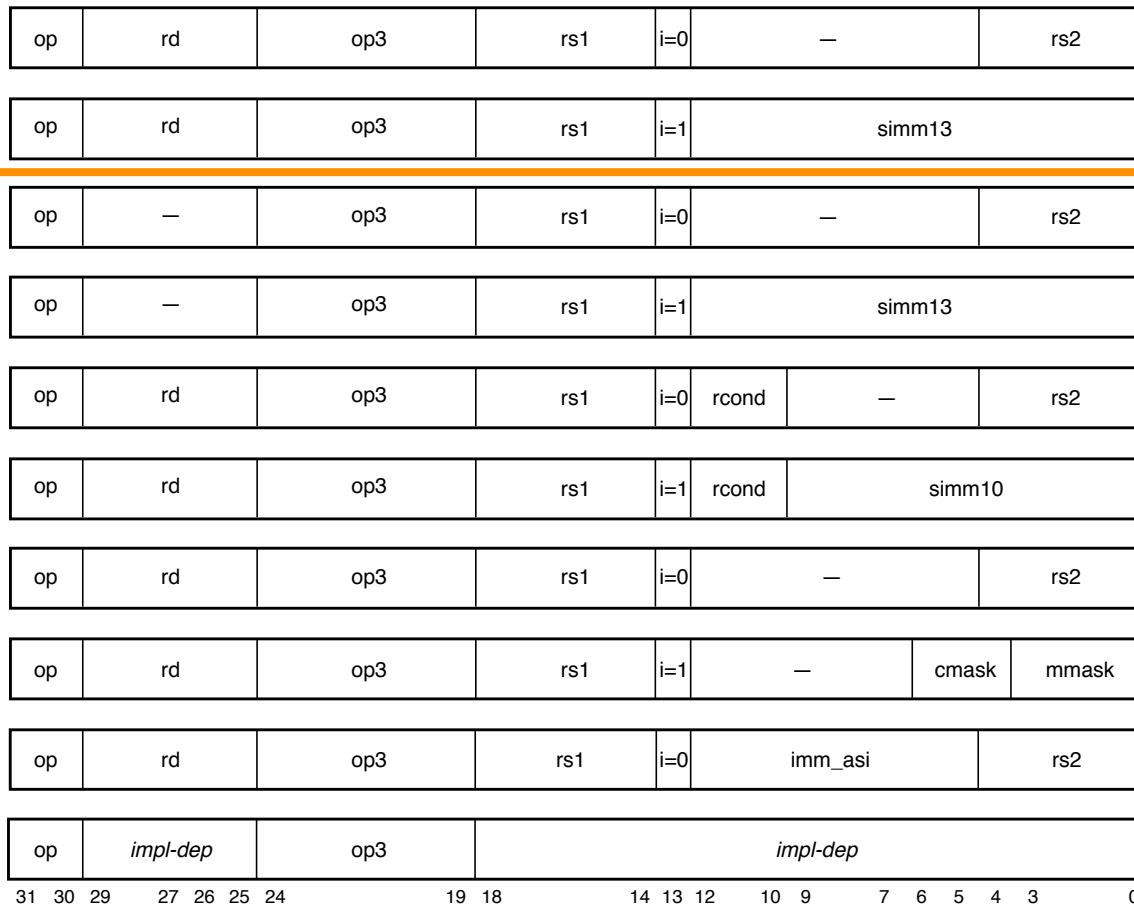 op rd op3 rs1 i=0 — rs2
op rd op3 rs1 i=1 simm13
op — op3 rs1 i=0 — rs2
op — op3 rs1 i=1 simm13
op rd op3 rs1 i=0 rcond — rs2
op rd op3 rs1 i=1 rcond simm10
op rd op3 rs1 i=0 — rs2
op rd op3 rs1 i=1 — cmask mmask
op rd op3 rs1 i=0 imm_asi rs2
op impl-dep op3 impl-dep
31 30 29 27 26 25 24 19 18 14 13 12 10 9 7 6 5 4 3 0